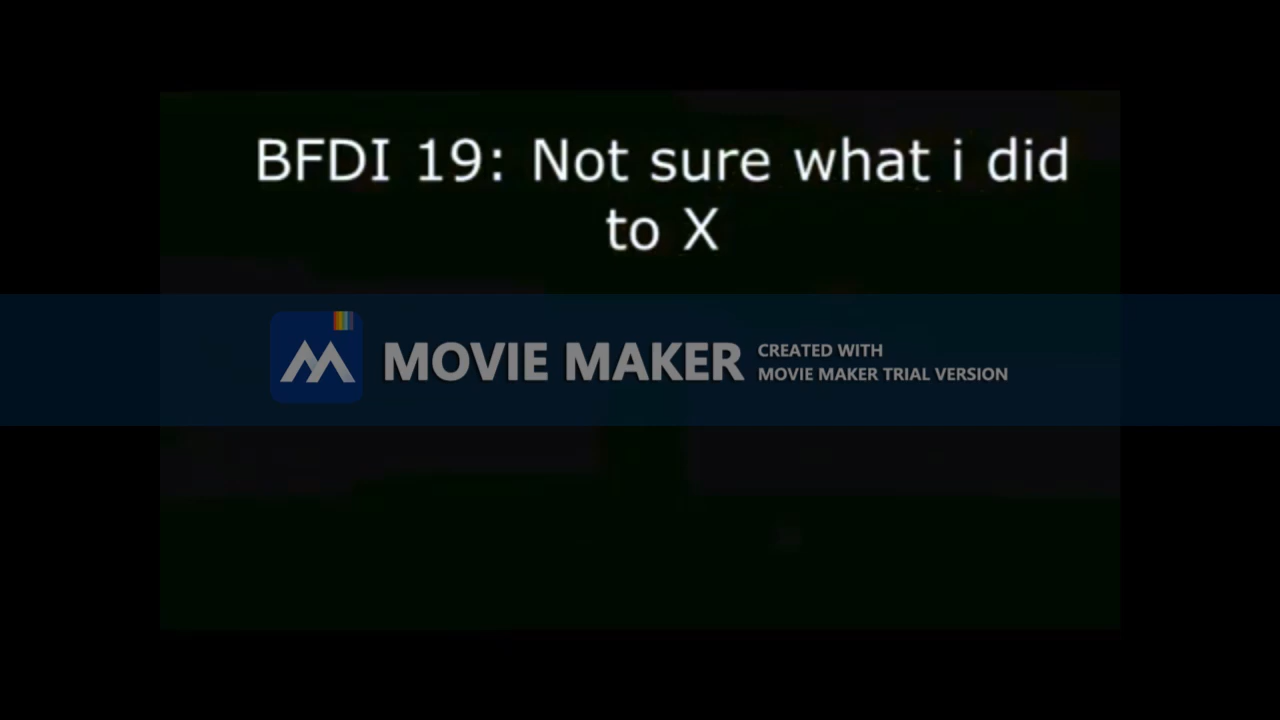 BFDI 19: Not sure what i did
to X
MOVIE MAKER
CREATED WITH
MOVIE MAKER TRIAL VERSION